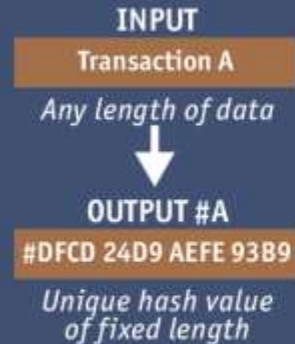 INPUT
Transaction A
Any length of data
OUTPUT #A
#DFCD 24D9 AEFE 93B9
Unique hash value
of fixed length